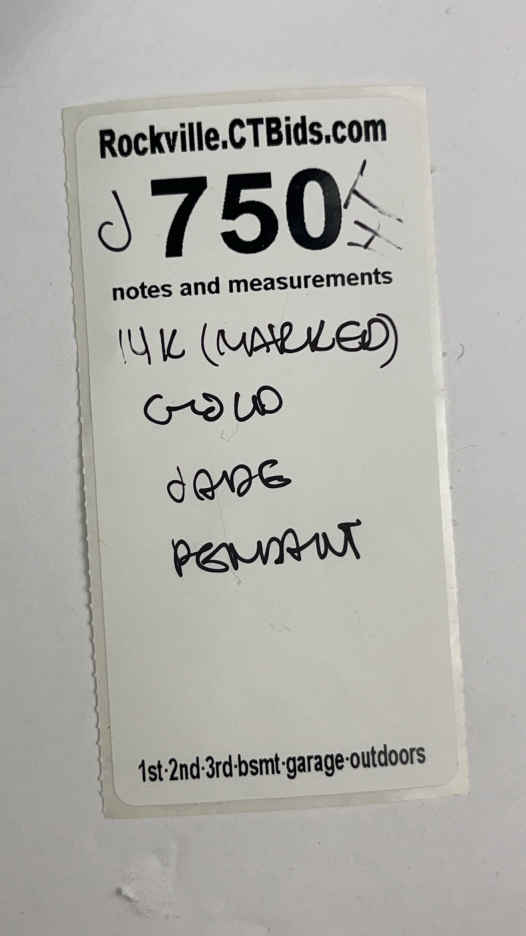 Rockville.CTBids.com
J 750
notes and measurements
14K (MARKED)
GOLD
JADE
PENDANT
1st·2nd·3rd·bsmt·garage·outdoors